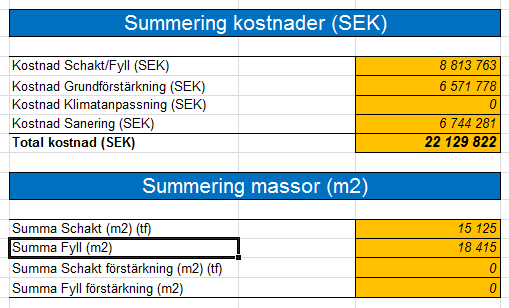 Summering kostnader (SEK)
Kostnad Schakt/Fyll (SEK) 8 813 763
Kostnad Grundförstärkning (SEK) 6 571 778
Kostnad Klimatanpassning (SEK) 0
Kostnad Sanering (SEK) 6 744 281
Total kostnad (SEK) 22 129 822
Summering massor (m2)
Summa Schakt (m2) (tf) 15 125
Summa Fyll (m2) 18 415
Summa Schakt förstärkning (m2) (tf) 0
Summa Fyll förstärkning (m2) 0